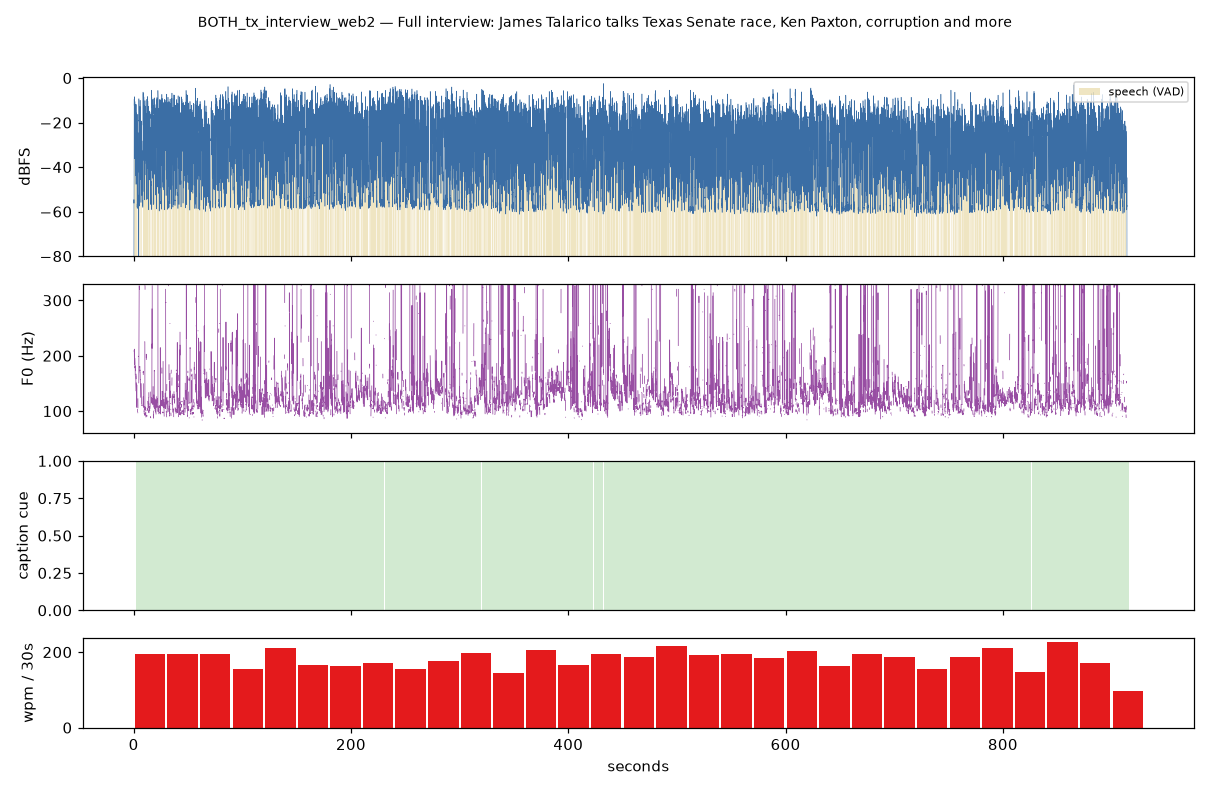 BOTH_tx_interview_web2 — Full interview: James Talarico talks Texas Senate race, Ken Paxton, corruption and more
0
−20
−40
−60
−80
dBFS
speech (VAD)
300
200
100
F0 (Hz)
1.00
0.75
0.50
0.25
0.00
caption cue
200
0
wpm / 30s
0 200 400 600 800
seconds